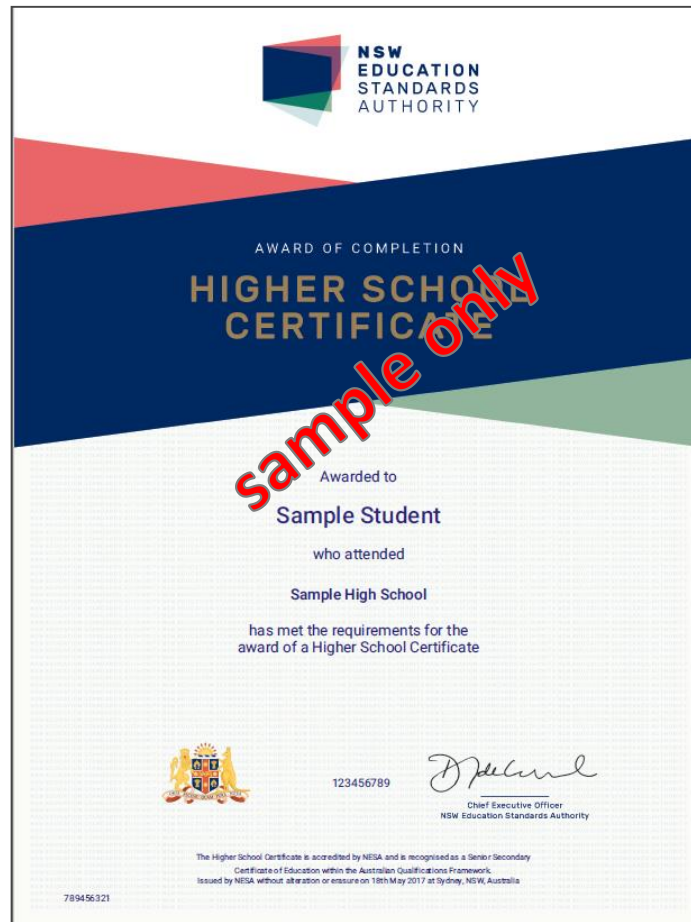 NSW
EDUCATION
STANDARDS
AUTHORITY
AWARD OF COMPLETION
HIGHER SCHOOL
CERTIFICATE
sample only
Awarded to
Sample Student
who attended
Sample High School
has met the requirements for the
award of a Higher School Certificate
123456789
Chief Executive Officer
NSW Education Standards Authority
The Higher School Certificate is accredited by NESA and is recognised as a Senior Secondary
Certificate of Education within the Australian Qualifications Framework.
Issued by NESA without alteration or erasure on 18th May 2017 at Sydney, NSW, Australia
789456321